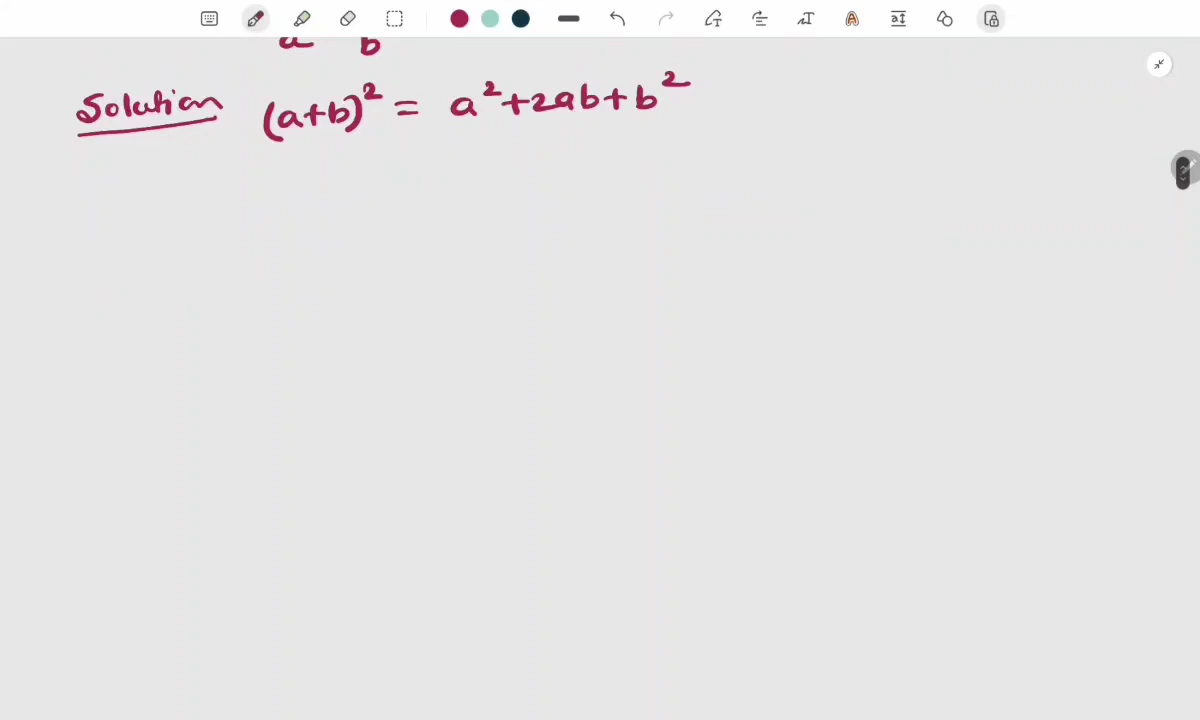 a b
Solution (a+b)² = a²+2ab+b²